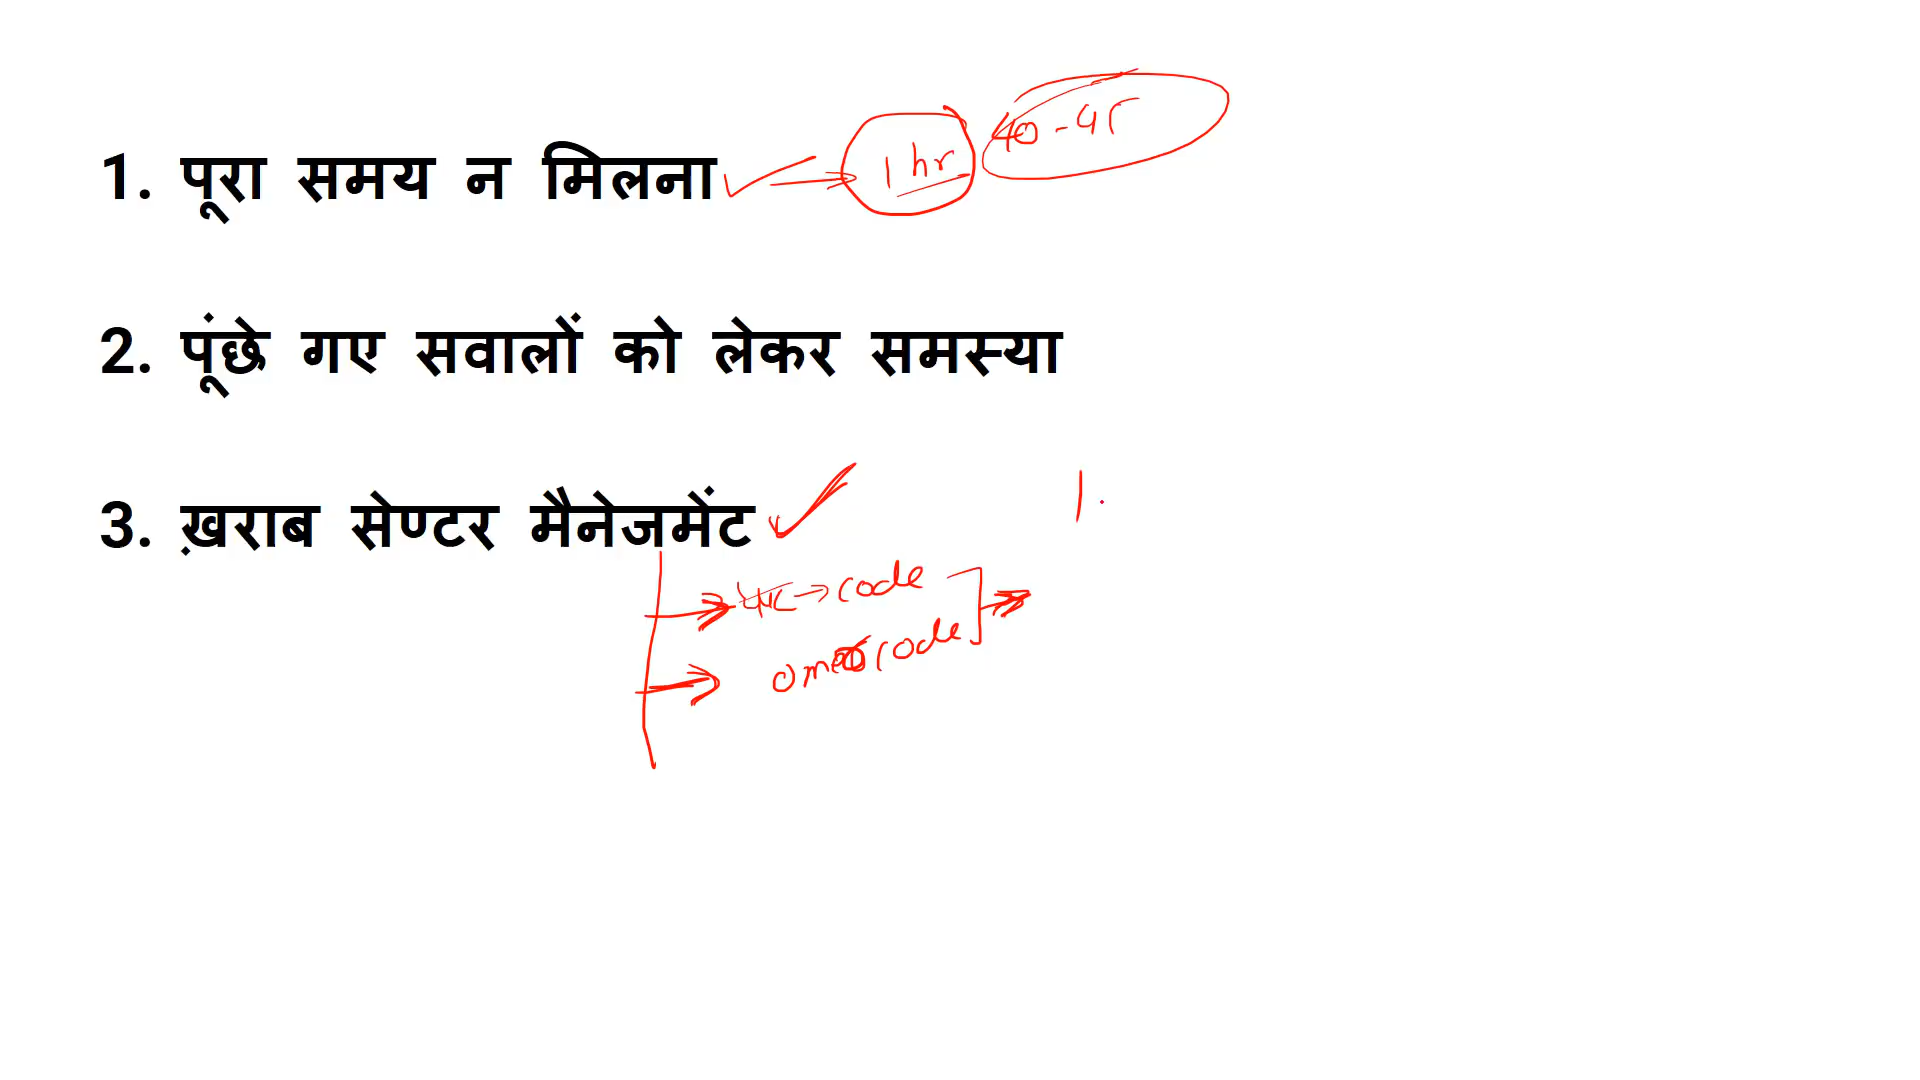 1. पूरा समय न मिलना 1 hr 40-45
2. पूंछे गए सवालों को लेकर समस्या
3. ख़राब सेण्टर मैनेजमेंट 1.
code
code